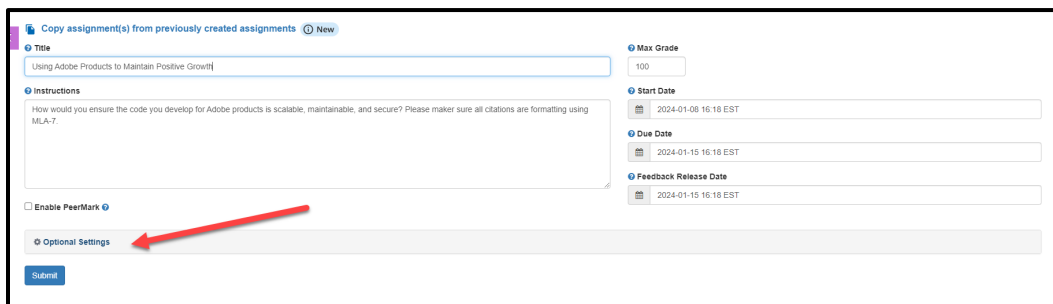 Copy assignment(s) from previously created assignments New
Title
Using Adobe Products to Maintain Positive Growth
Instructions
How would you ensure the code you develop for Adobe products is scalable, maintainable, and secure? Please maker sure all citations are formatting using
MLA-7.
Enable PeerMark
Max Grade
100
Start Date
2024-01-08 16:18 EST
Due Date
2024-01-15 16:18 EST
Feedback Release Date
2024-01-15 16:18 EST
Optional Settings
Submit